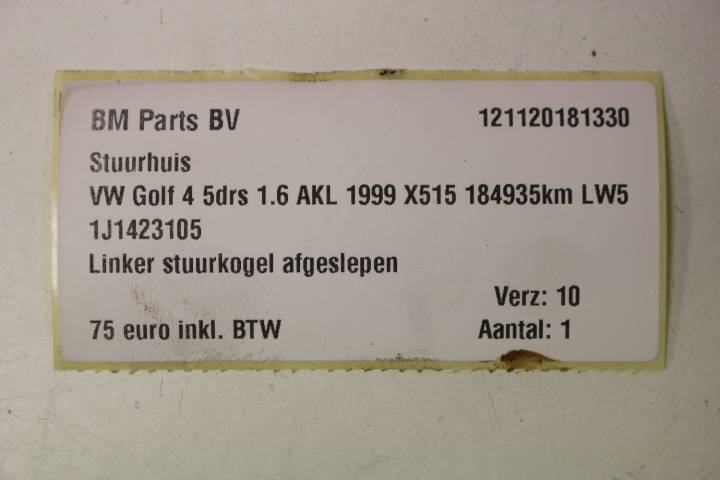 BM Parts BV 121120181330
Stuurhuis
VW Golf 4 5drs 1.6 AKL 1999 X515 184935km LW5
1J1423105
Linker stuurkogel afgeslepen
Verz: 10
75 euro inkl. BTW Aantal: 1